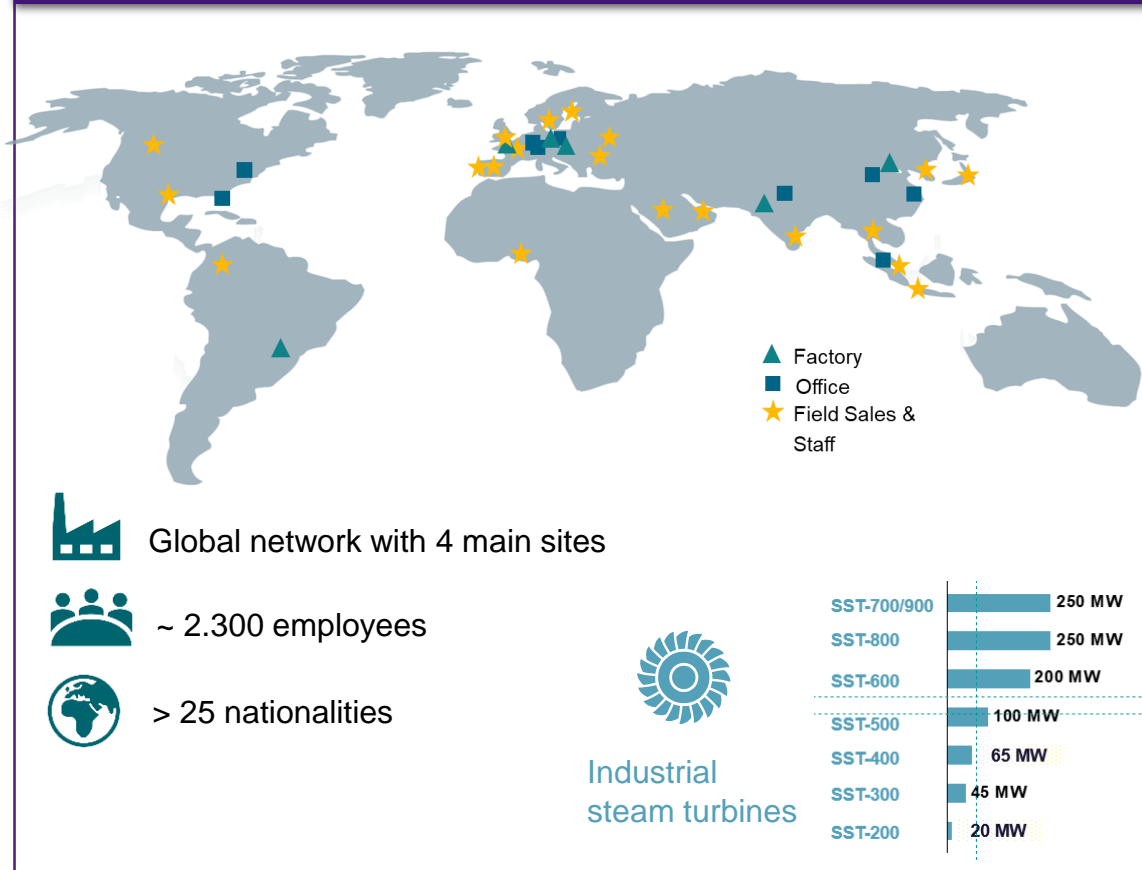 Factory
Office
Field Sales &
Staff
Global network with 4 main sites
~ 2.300 employees
> 25 nationalities
Industrial
steam turbines
SST-700/900 250 MW
SST-800 250 MW
SST-600 200 MW
SST-500 100 MW
SST-400 65 MW
SST-300 45 MW
SST-200 20 MW